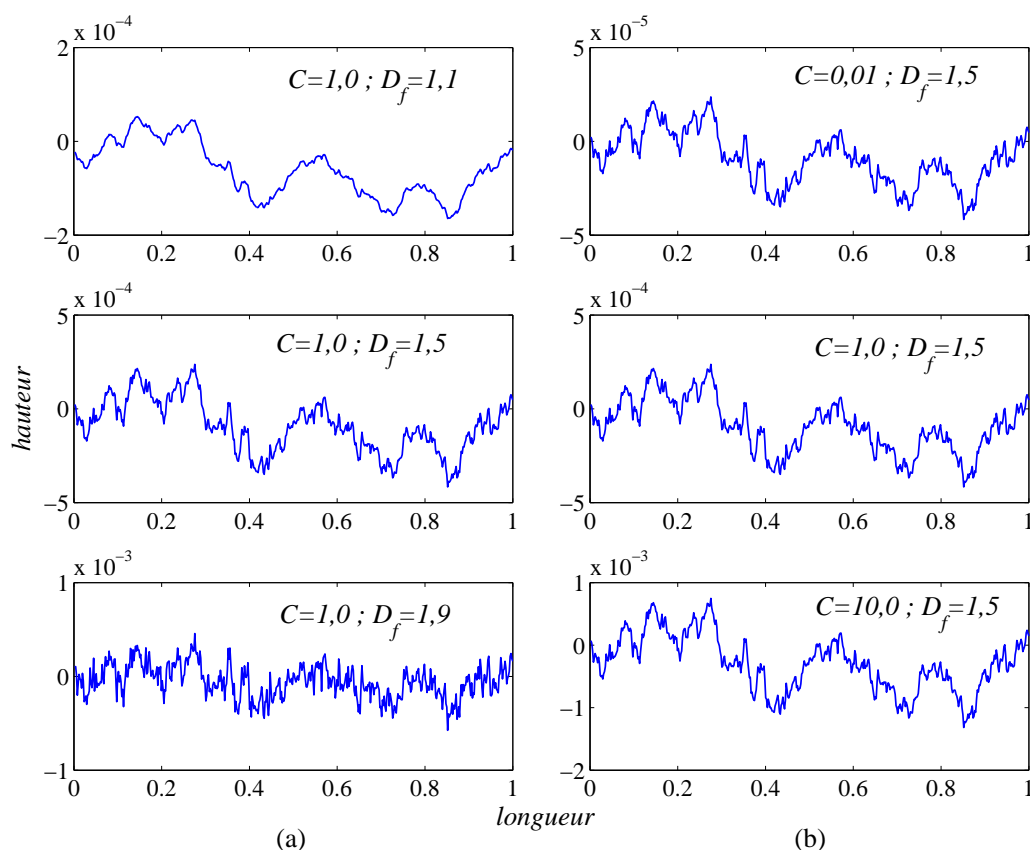 x 10⁻⁴
C=1,0 ; D_f=1,1
2
0
−2
0 0.2 0.4 0.6 0.8 1
x 10⁻⁵
C=0,01 ; D_f=1,5
5
0
−5
0 0.2 0.4 0.6 0.8 1
x 10⁻⁴
C=1,0 ; D_f=1,5
5
0
−5
0 0.2 0.4 0.6 0.8 1
x 10⁻⁴
C=1,0 ; D_f=1,5
5
0
−5
0 0.2 0.4 0.6 0.8 1
hauteur
x 10⁻³
C=1,0 ; D_f=1,9
1
0
−1
0 0.2 0.4 0.6 0.8 1
x 10⁻³
C=10,0 ; D_f=1,5
1
0
−1
−2
0 0.2 0.4 0.6 0.8 1
longueur
(a)
(b)